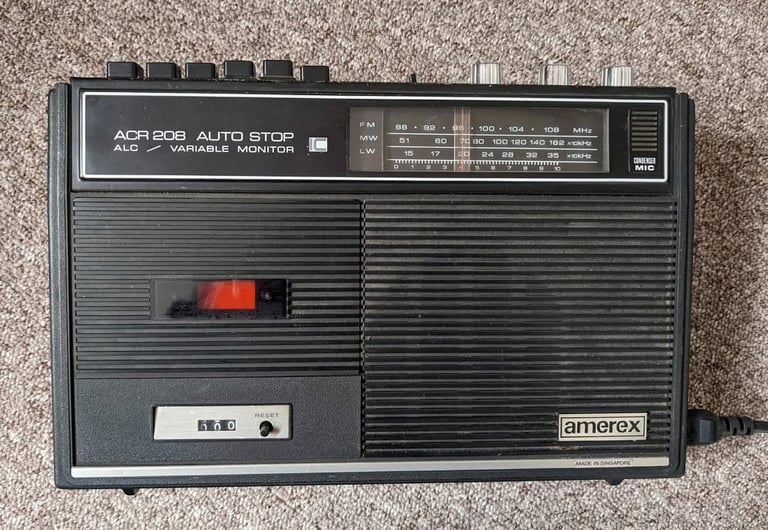 ACR 208 AUTO STOP
ALC / VARIABLE MONITOR
FM 88 · 92 · 96 · 100 · 104 · 108 MHz
MW 51 60 70 80 100 120 140 162 x10kHz
LW 15 17 20 24 28 32 35 x10kHz
0 1 2 3 4 5 6 7 8 9 10
CONDENSER
MIC
RESET
000
amerex
MADE IN SINGAPORE